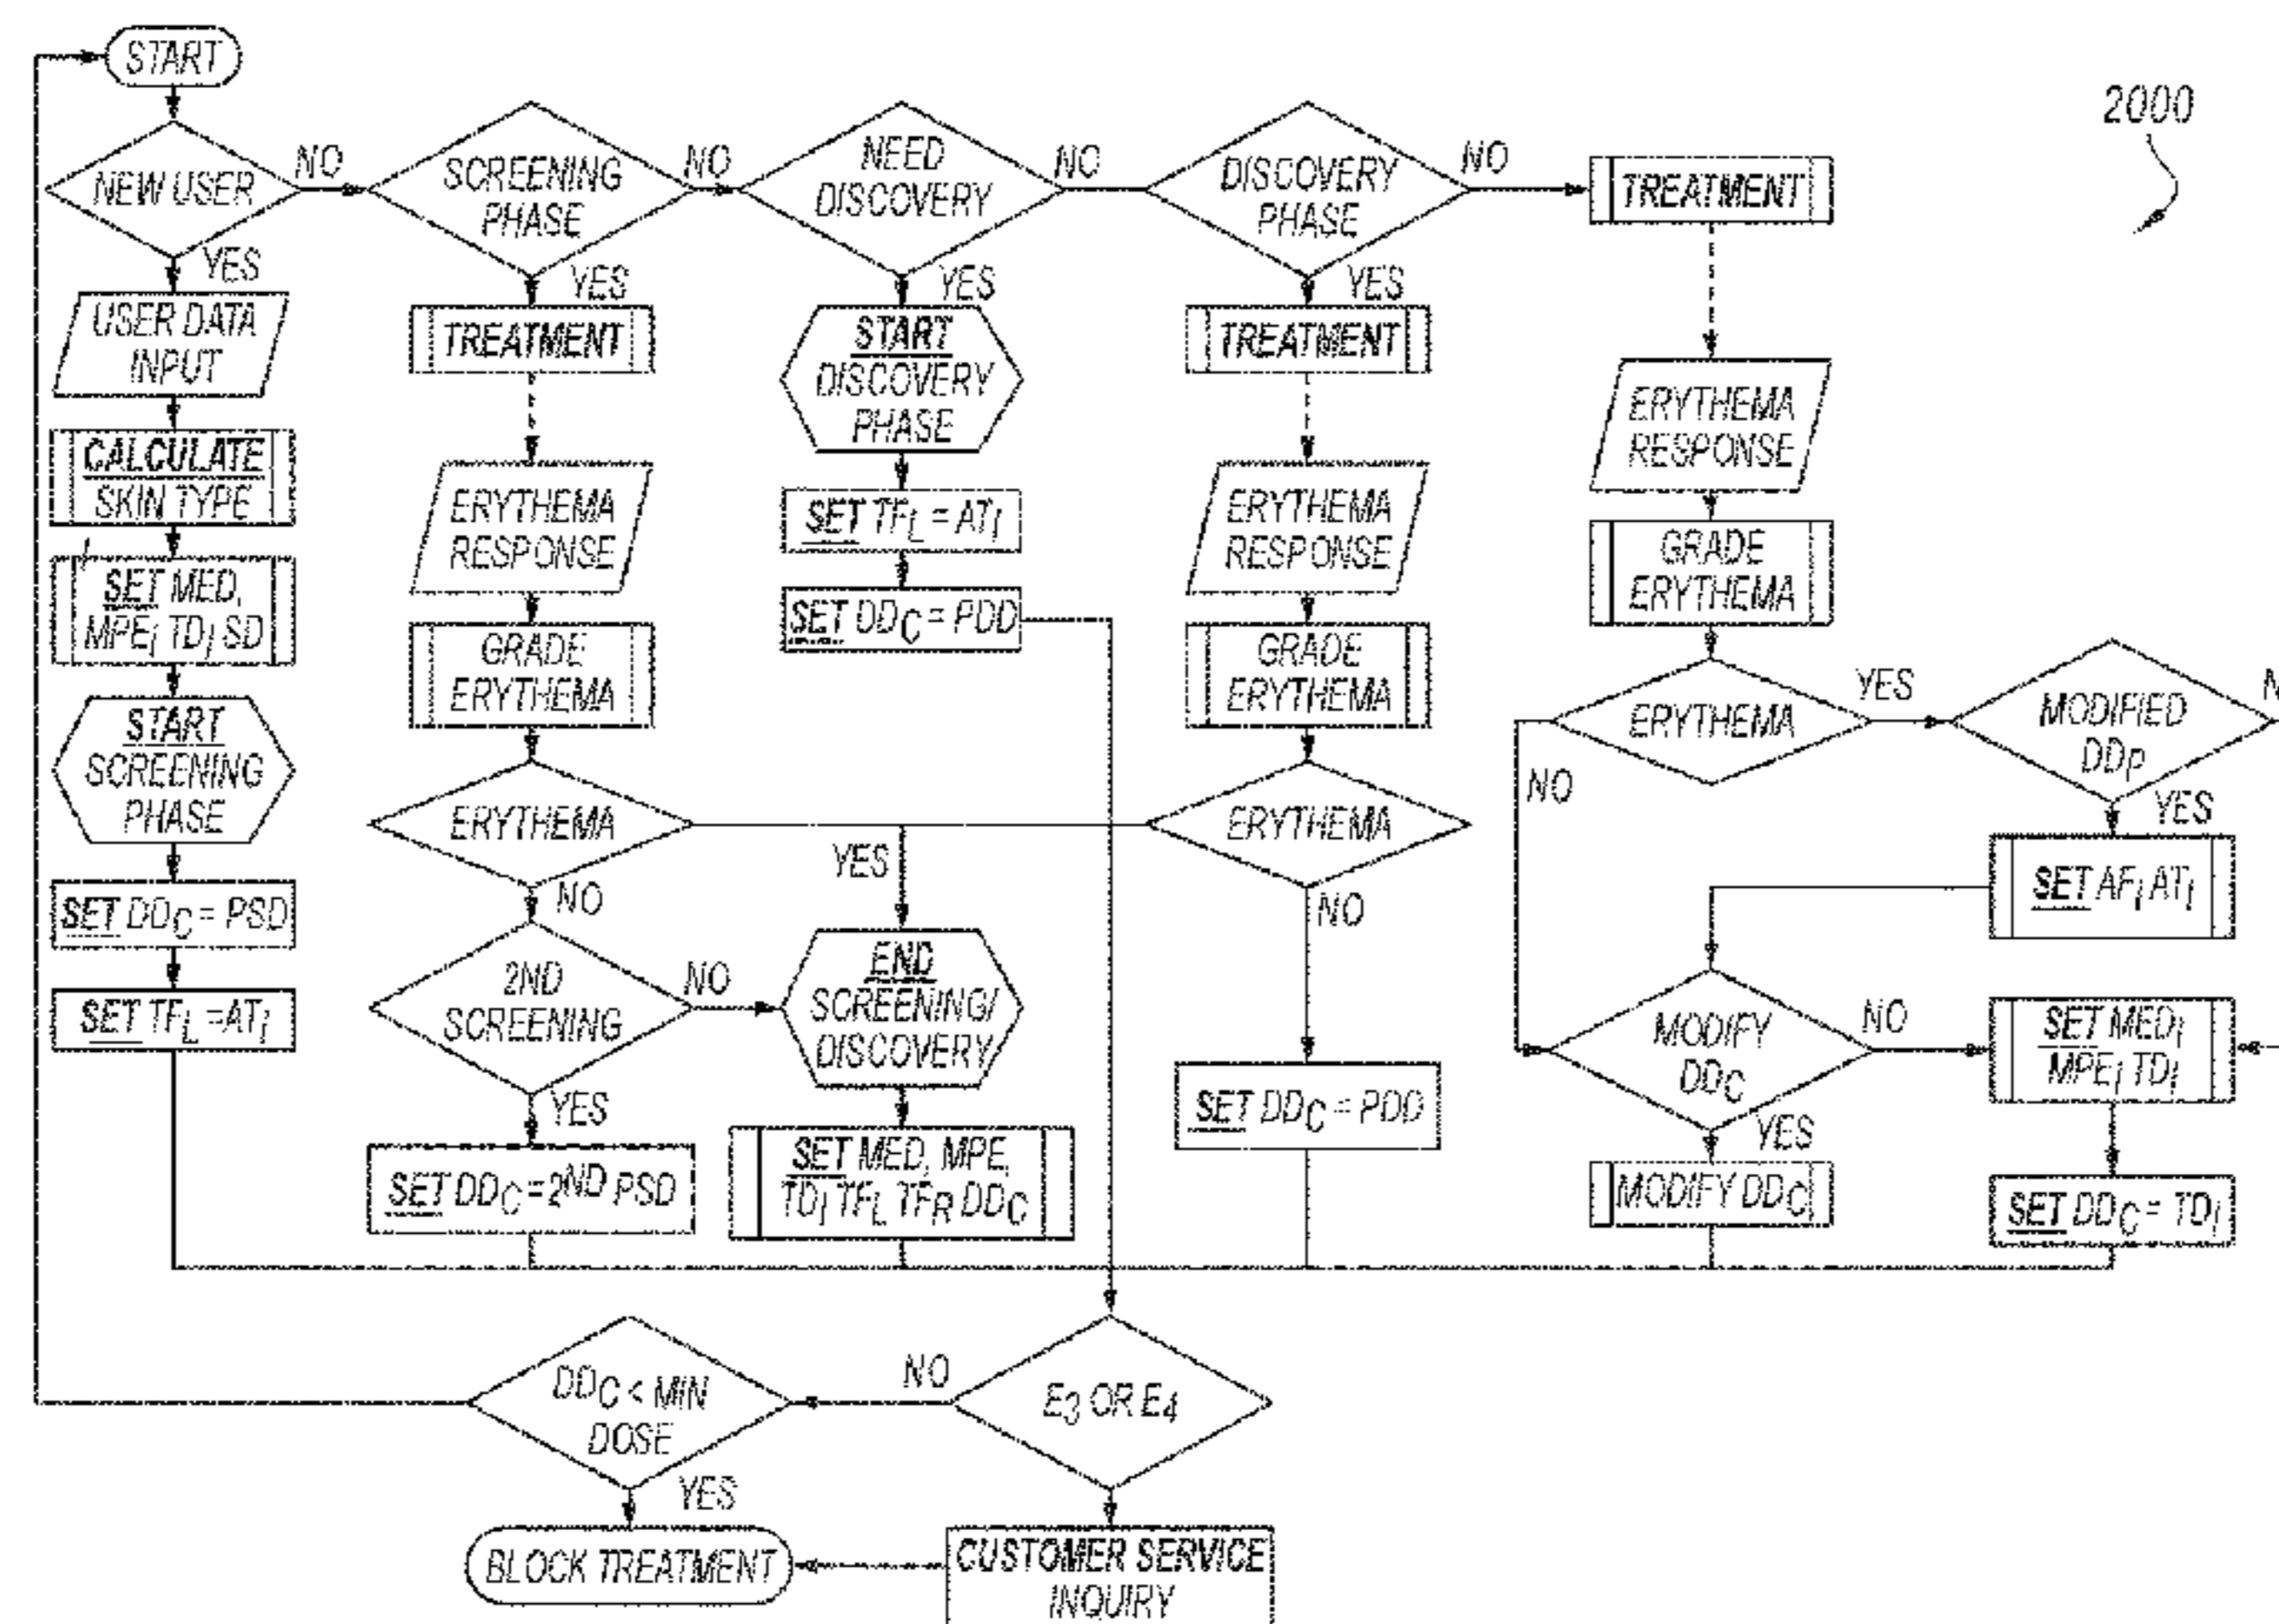 START
2000
NEW USER
NO
YES
SCREENING
PHASE
NO
YES
NEED
DISCOVERY
NO
YES
DISCOVERY
PHASE
NO
YES
TREATMENT
USER DATA
INPUT
CALCULATE
SKIN TYPE
SET MED,
MPEI TDI SD
START
SCREENING
PHASE
SET DDC = PSD
SET TFL =ATI
TREATMENT
ERYTHEMA
RESPONSE
GRADE
ERYTHEMA
ERYTHEMA
NO
2ND
SCREENING
NO
YES
SET DDC = 2ND PSD
START
DISCOVERY
PHASE
SET TFL = ATI
SET DDC = PDD
YES
END
SCREENING/
DISCOVERY
SET MED, MPE,
TDI TFL TFR DDC
TREATMENT
ERYTHEMA
RESPONSE
GRADE
ERYTHEMA
ERYTHEMA
NO
SET DDC = PDD
ERYTHEMA
RESPONSE
GRADE
ERYTHEMA
ERYTHEMA
YES
NO
MODIFIED
DDP
YES
SET AFI ATI
MODIFY
DDC
NO
YES
MODIFY DDC
SET MEDI
MPEI TDI
SET DDC = TDI
DDC < MIN
DOSE
YES
NO
E3 OR E4
BLOCK TREATMENT
CUSTOMER SERVICE
INQUIRY